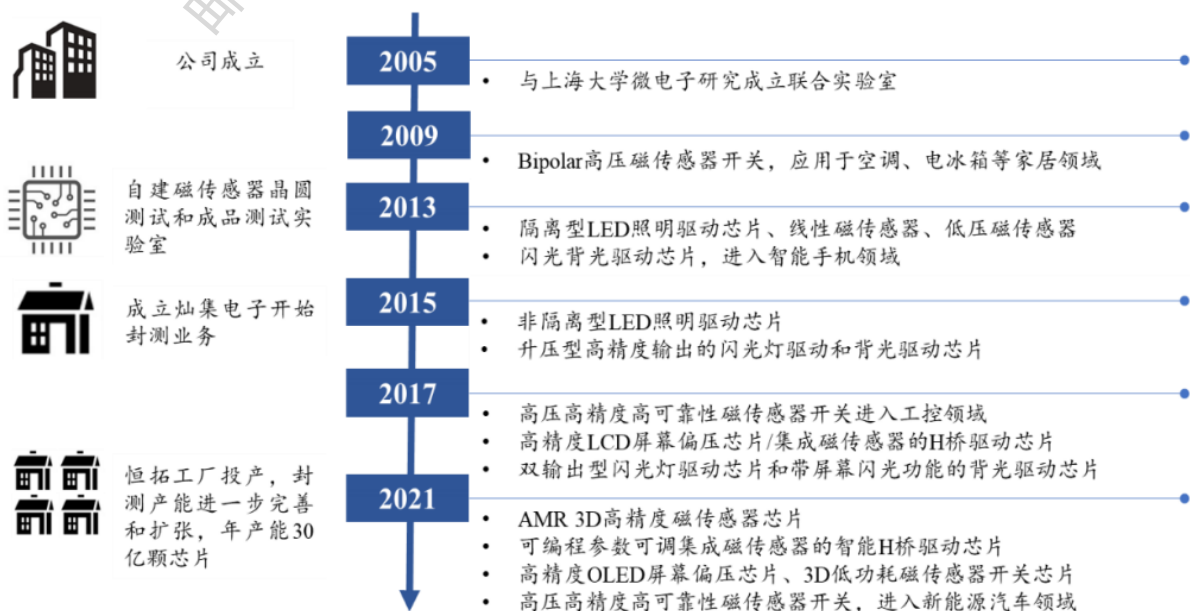 公司成立
2005
与上海大学微电子研究成立联合实验室
2009
Bipolar高压磁传感器开关，应用于空调、电冰箱等家居领域
自建磁传感器晶圆
测试和成品测试实
验室
2013
隔离型LED照明驱动芯片、线性磁传感器、低压磁传感器
闪光背光驱动芯片，进入智能手机领域
成立灿集电子开始
封测业务
2015
非隔离型LED照明驱动芯片
升压型高精度输出的闪光灯驱动和背光驱动芯片
2017
高压高精度高可靠性磁传感器开关进入工控领域
高精度LCD屏幕偏压芯片/集成磁传感器的H桥驱动芯片
双输出型闪光灯驱动芯片和带屏幕闪光功能的背光驱动芯片
恒拓工厂投产，封
测产能进一步完善
和扩张，年产能30
亿颗芯片
2021
AMR 3D高精度磁传感器芯片
可编程参数可调集成磁传感器的智能H桥驱动芯片
高精度OLED屏幕偏压芯片、3D低功耗磁传感器开关芯片
高压高精度高可靠性磁传感器开关，进入新能源汽车领域